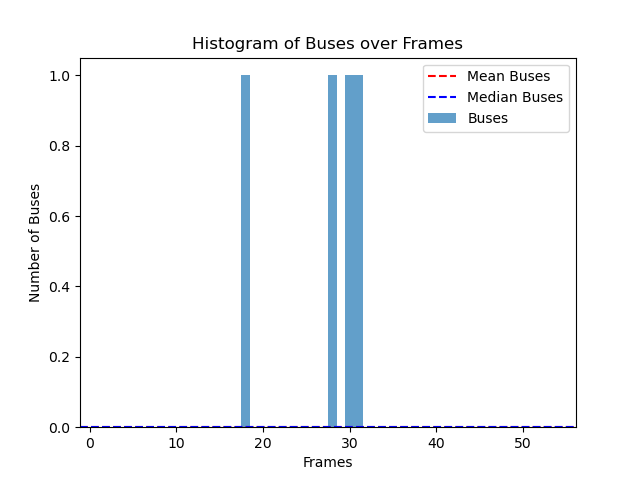 Histogram of Buses over Frames
Mean Buses
Median Buses
Buses
1.0
0.8
0.6
0.4
0.2
0.0
Number of Buses
0 10 20 30 40 50
Frames